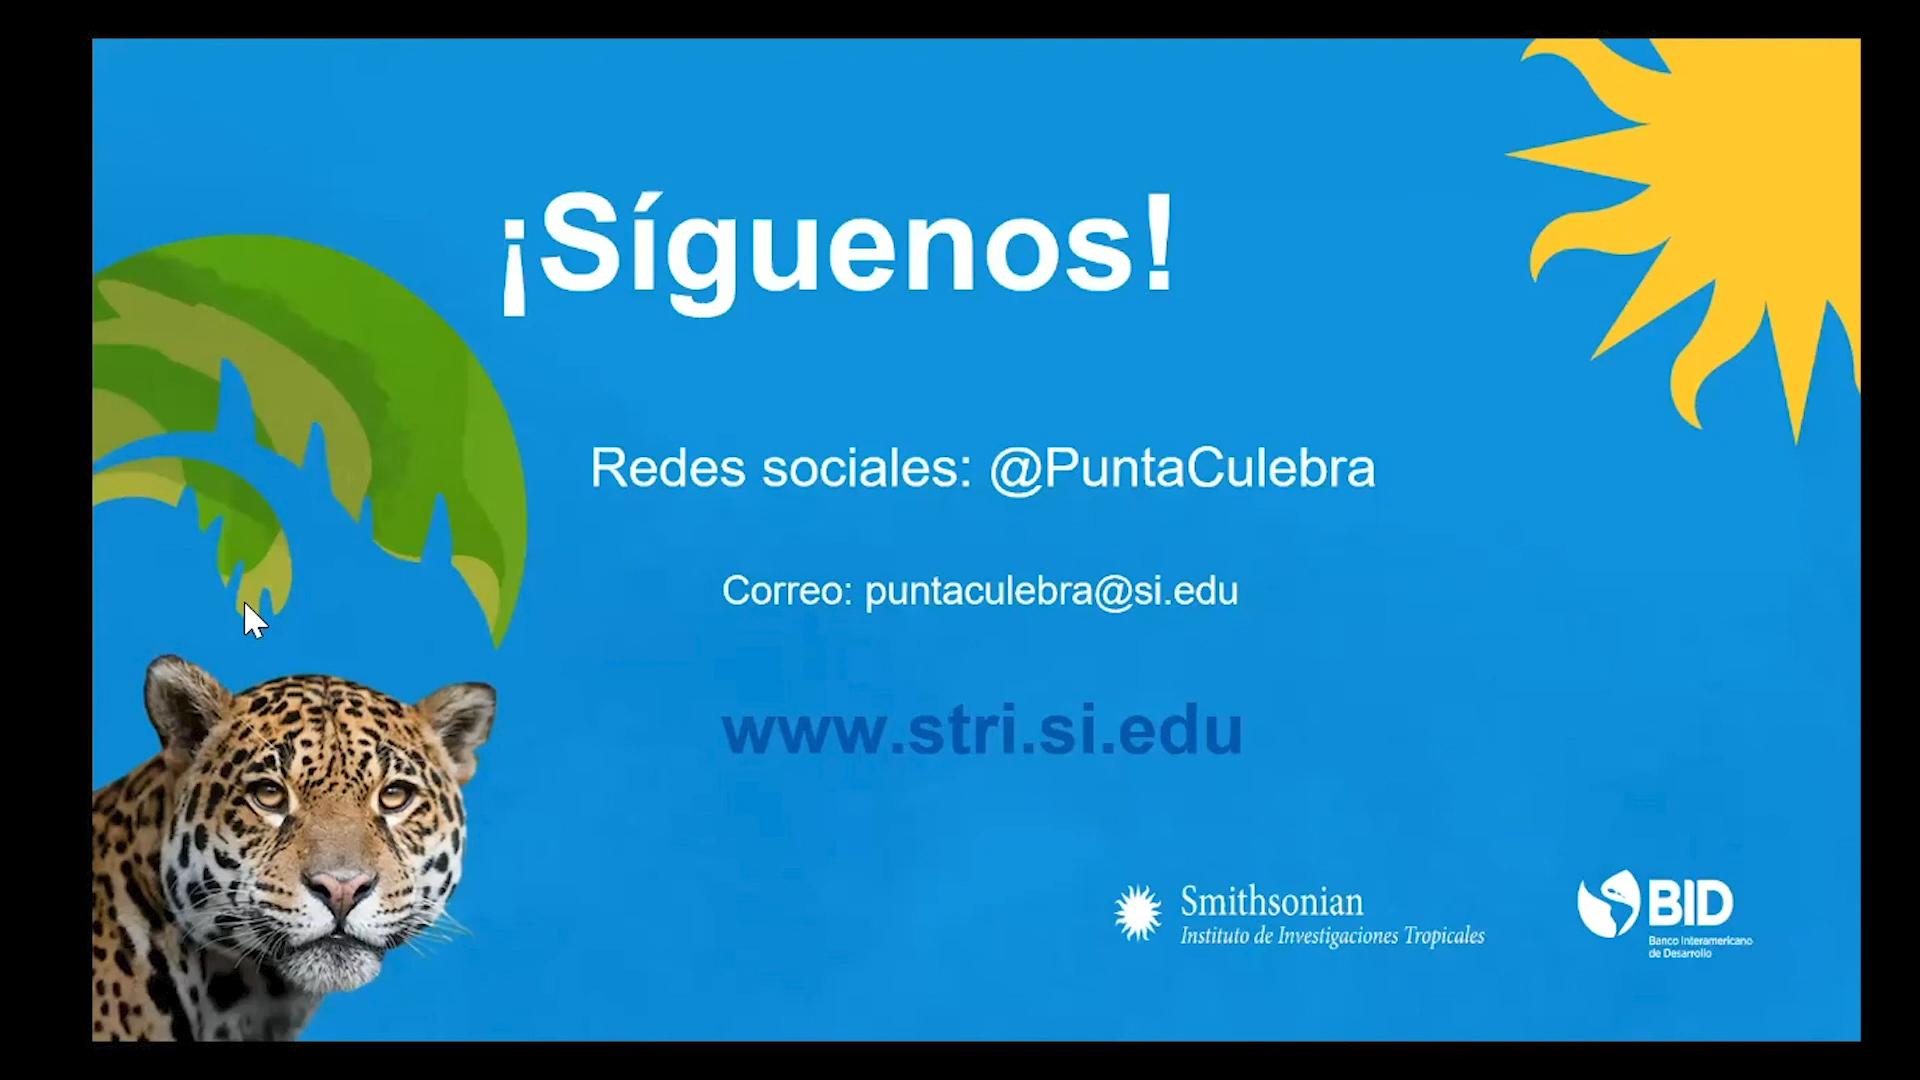 ¡Síguenos!
Redes sociales: @PuntaCulebra
Correo: puntaculebra@si.edu
www.stri.si.edu
Smithsonian
Instituto de Investigaciones Tropicales
BID
Banco Interamericano
de Desarrollo